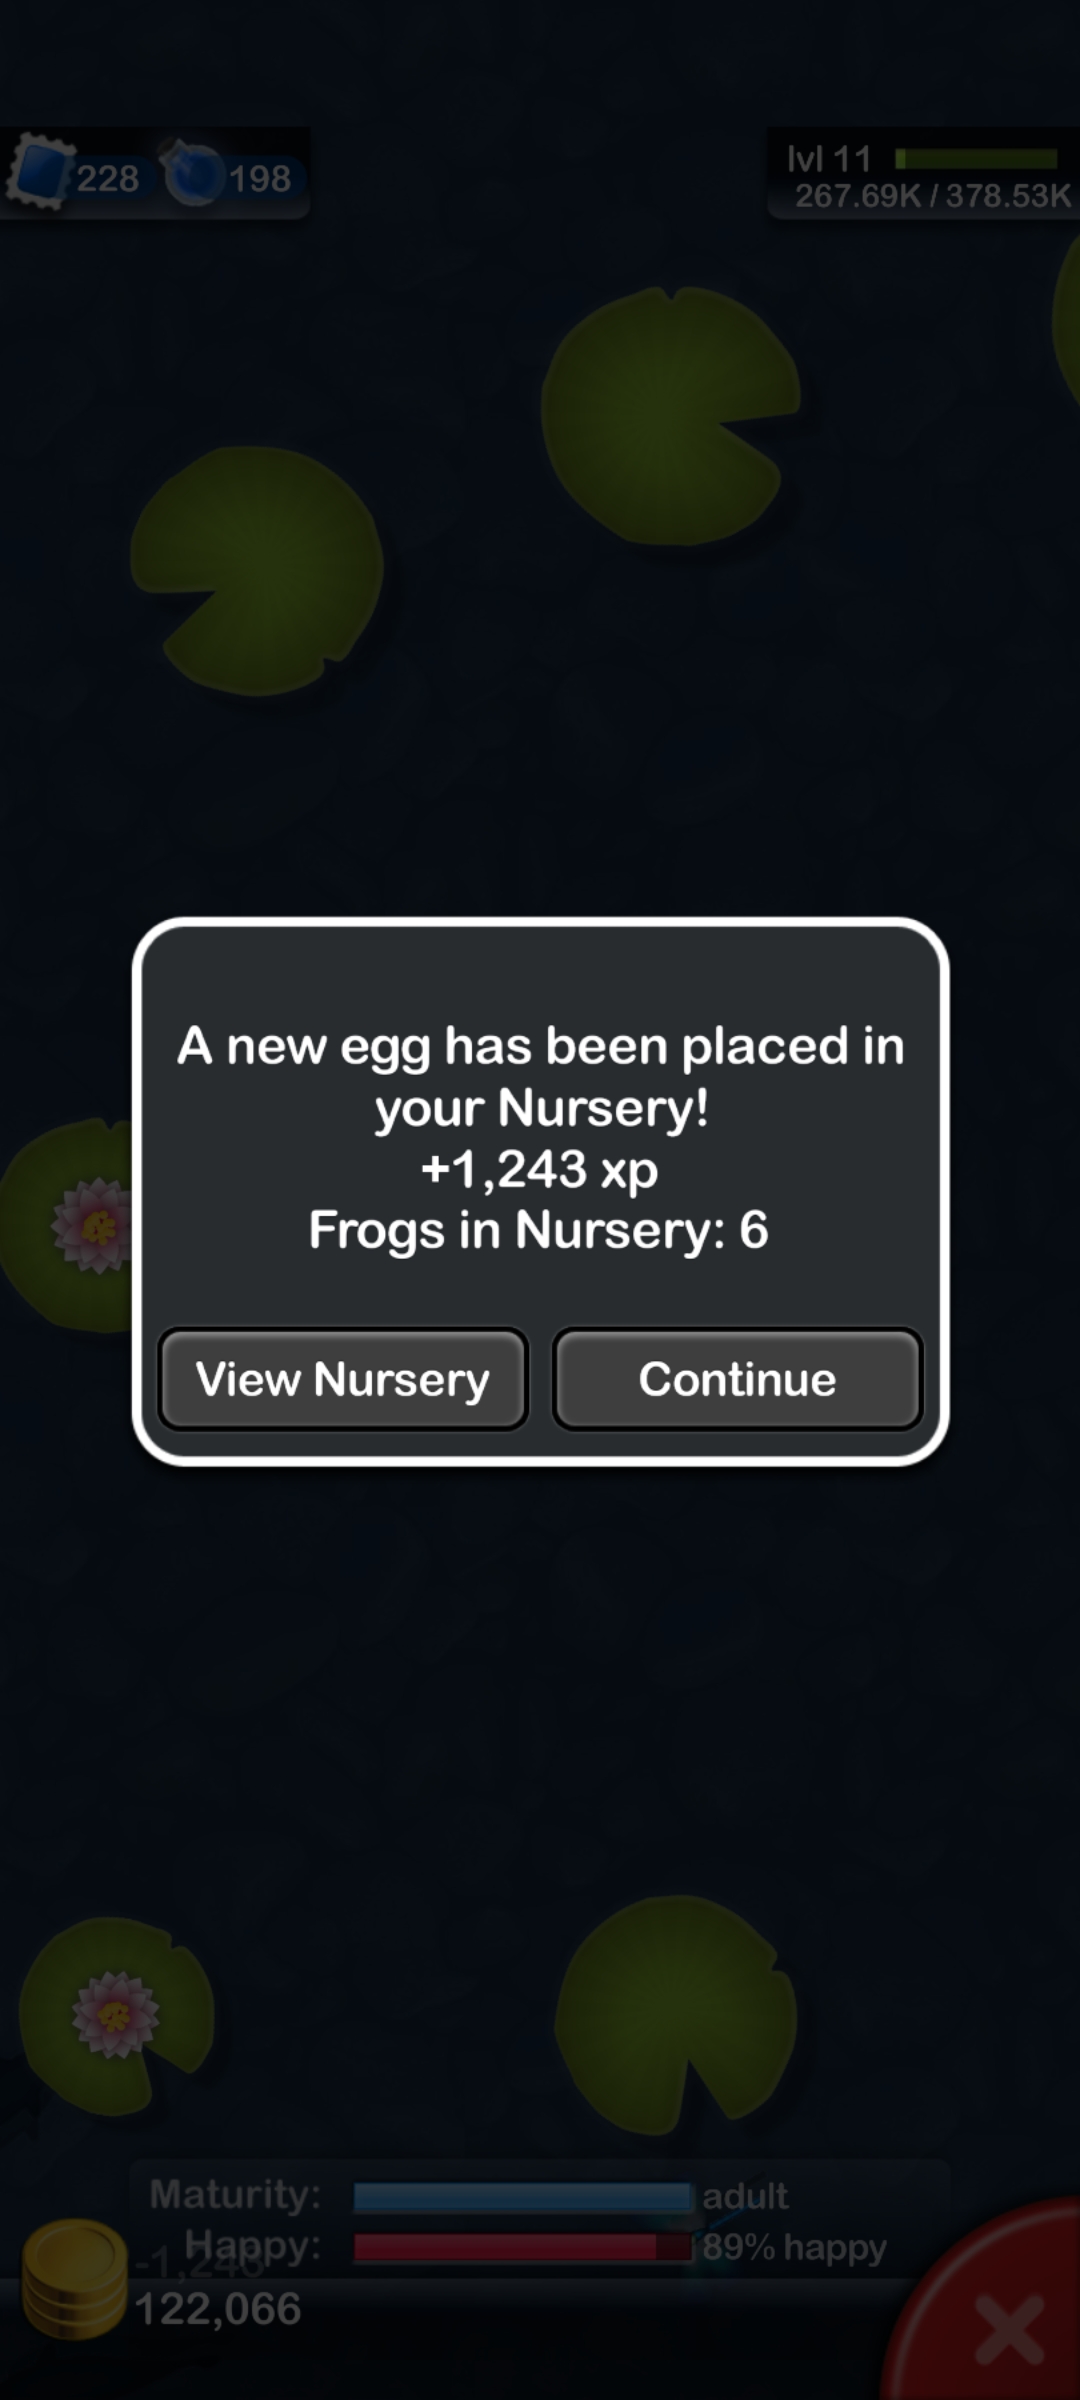 228 198
lvl 11
267.69K / 378.53K
A new egg has been placed in
your Nursery!
+1,243 xp
Frogs in Nursery: 6
View Nursery Continue
Maturity: adult
Happy: 89% happy
122,066